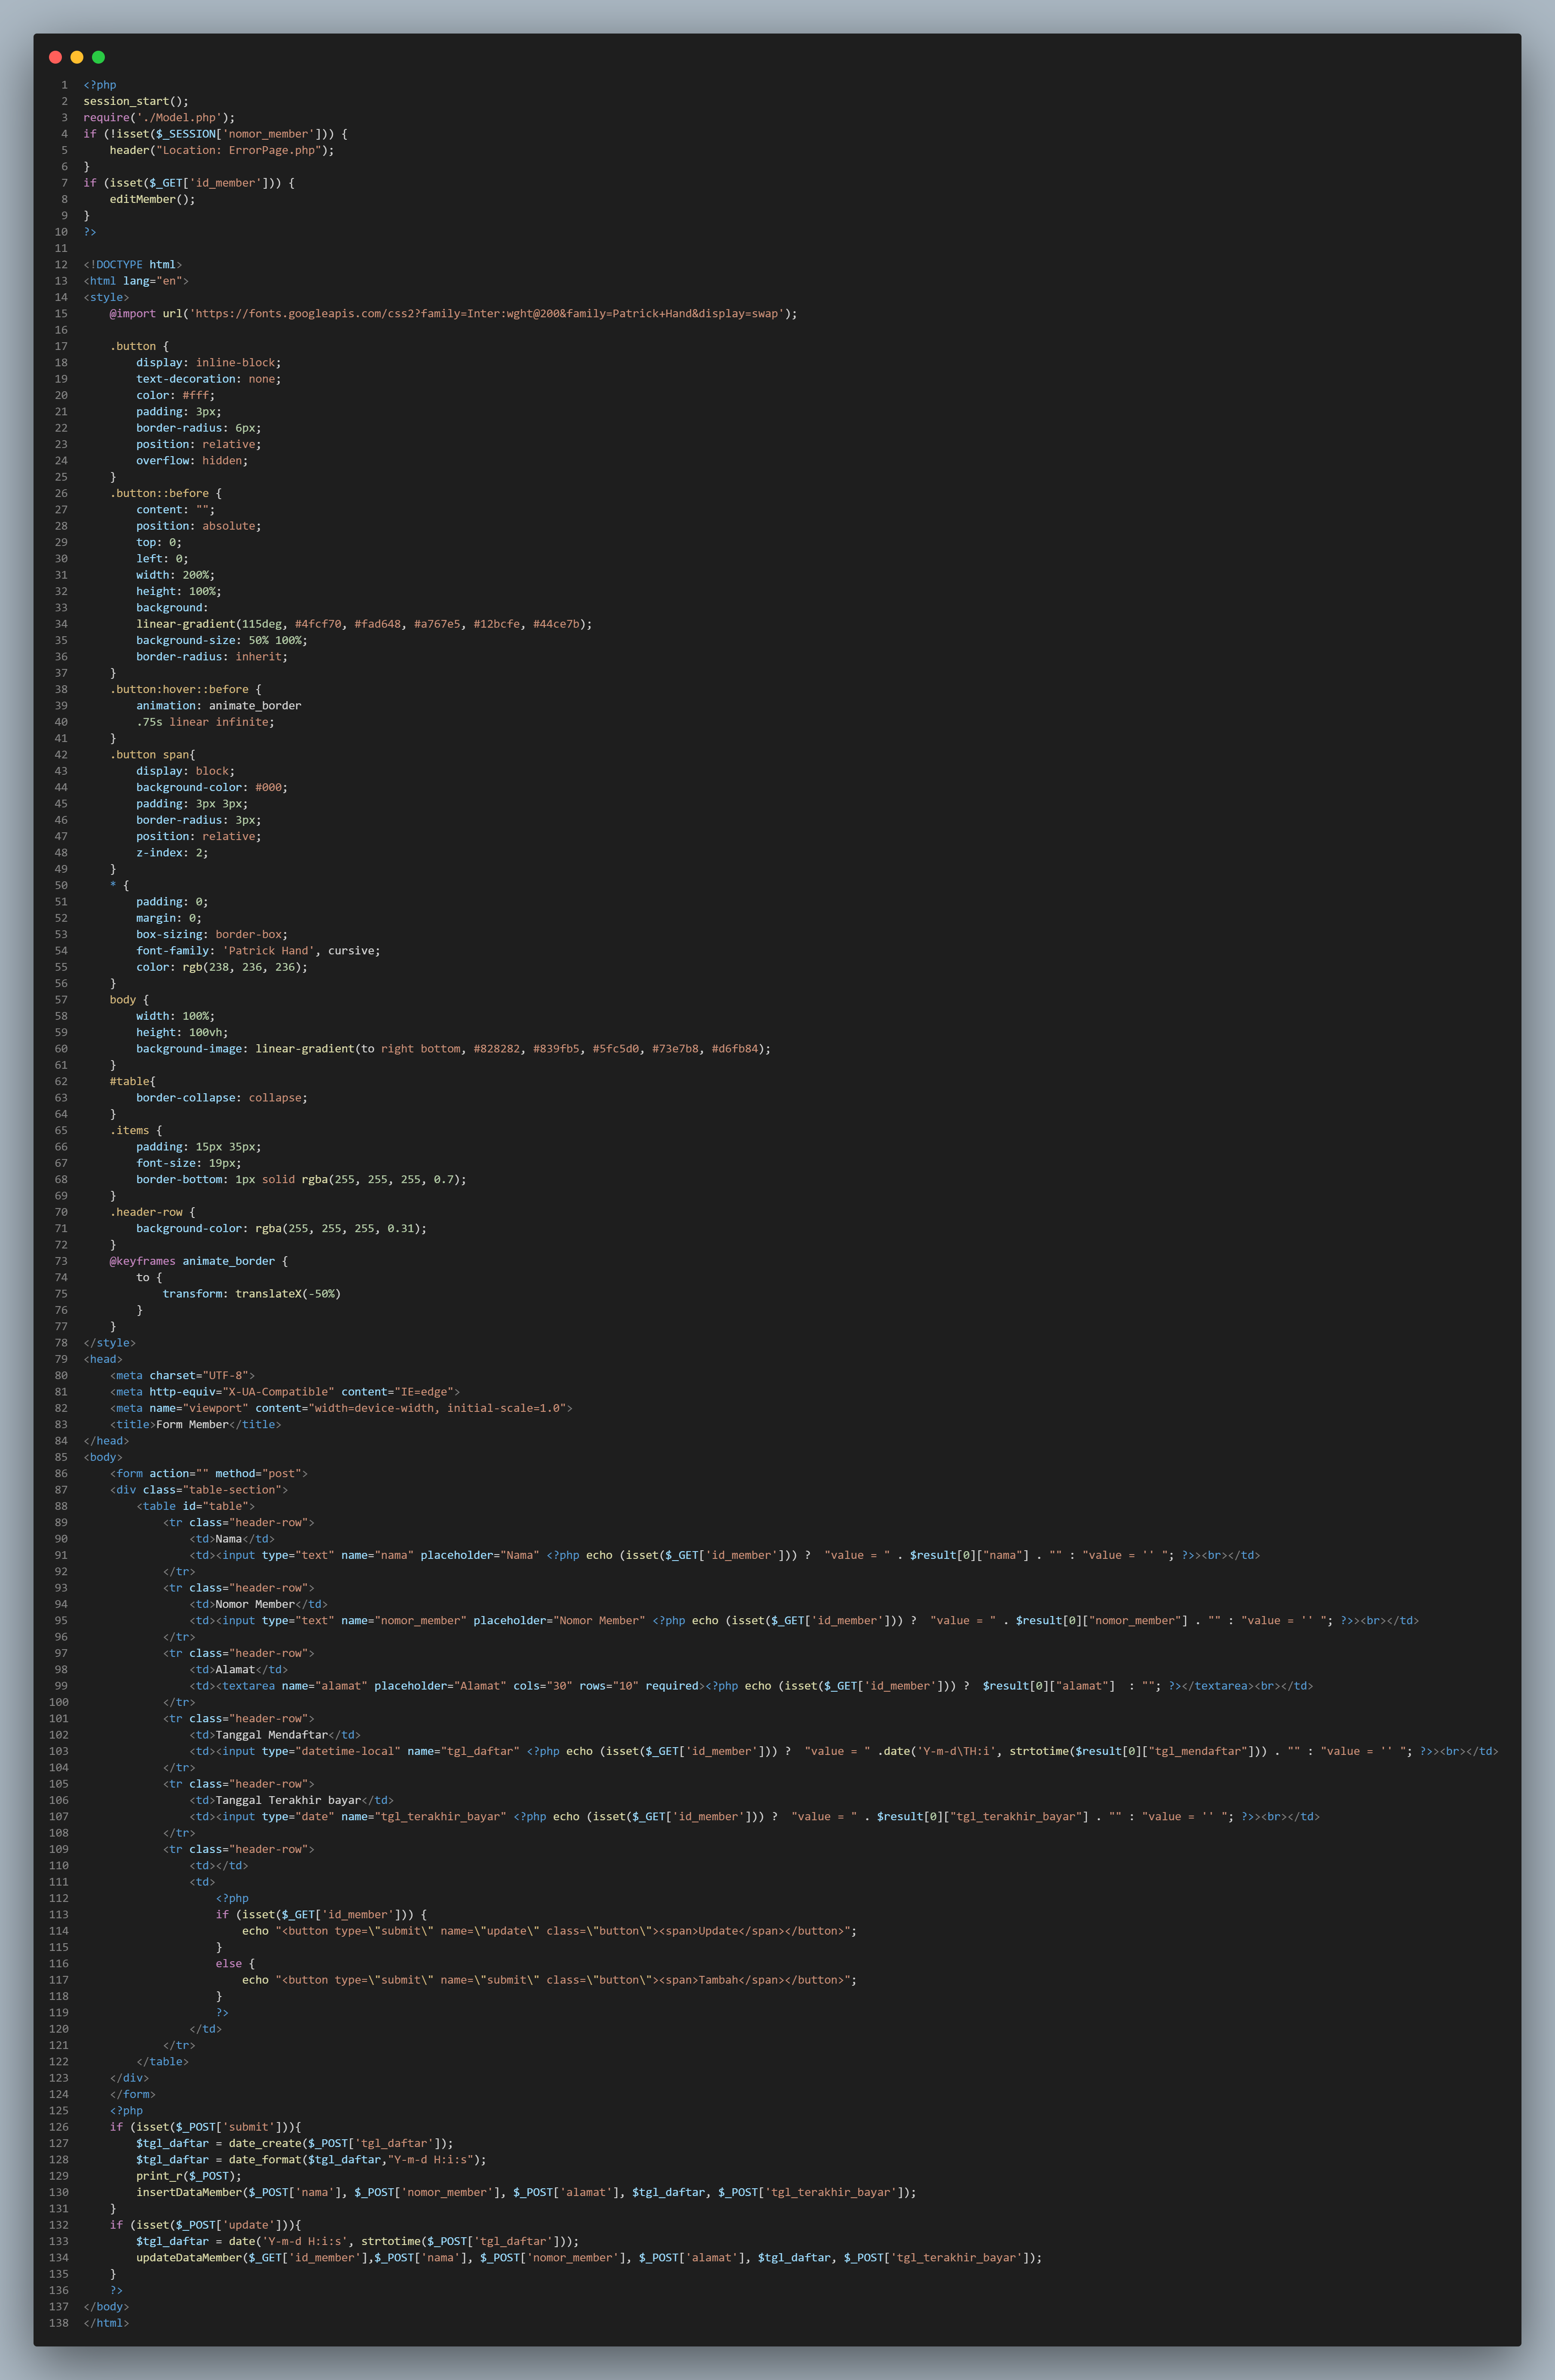 1 <?php
2 session_start();
3 require('./Model.php');
4 if (!isset($_SESSION['nomor_member'])) {
5     header("Location: ErrorPage.php");
6 }
7 if (isset($_GET['id_member'])) {
8     editMember();
9 }
10 ?>
11
12 <!DOCTYPE html>
13 <html lang="en">
14 <style>
15     @import url('https://fonts.googleapis.com/css2?family=Inter:wght@200&family=Patrick+Hand&display=swap');
16
17     .button {
18         display: inline-block;
19         text-decoration: none;
20         color: #fff;
21         padding: 3px;
22         border-radius: 6px;
23         position: relative;
24         overflow: hidden;
25     }
26     .button::before {
27         content: "";
28         position: absolute;
29         top: 0;
30         left: 0;
31         width: 200%;
32         height: 100%;
33         background:
34         linear-gradient(115deg, #4fcf70, #fad648, #a767e5, #12bcfe, #44ce7b);
35         background-size: 50% 100%;
36         border-radius: inherit;
37     }
38     .button:hover::before {
39         animation: animate_border
40         .75s linear infinite;
41     }
42     .button span{
43         display: block;
44         background-color: #000;
45         padding: 3px 3px;
46         border-radius: 3px;
47         position: relative;
48         z-index: 2;
49     }
50     * {
51         padding: 0;
52         margin: 0;
53         box-sizing: border-box;
54         font-family: 'Patrick Hand', cursive;
55         color: rgb(238, 236, 236);
56     }
57     body {
58         width: 100%;
59         height: 100vh;
60         background-image: linear-gradient(to right bottom, #828282, #839fb5, #5fc5d0, #73e7b8, #d6fb84);
61     }
62     #table{
63         border-collapse: collapse;
64     }
65     .items {
66         padding: 15px 35px;
67         font-size: 19px;
68         border-bottom: 1px solid rgba(255, 255, 255, 0.7);
69     }
70     .header-row {
71         background-color: rgba(255, 255, 255, 0.31);
72     }
73     @keyframes animate_border {
74         to {
75             transform: translateX(-50%)
76         }
77     }
78 </style>
79 <head>
80     <meta charset="UTF-8">
81     <meta http-equiv="X-UA-Compatible" content="IE=edge">
82     <meta name="viewport" content="width=device-width, initial-scale=1.0">
83     <title>Form Member</title>
84 </head>
85 <body>
86     <form action="" method="post">
87     <div class="table-section">
88         <table id="table">
89             <tr class="header-row">
90                 <td>Nama</td>
91                 <td><input type="text" name="nama" placeholder="Nama" <?php echo (isset($_GET['id_member'])) ?  "value = " . $result[0]["nama"] . "" : "value = '' "; ?>><br></td>
92             </tr>
93             <tr class="header-row">
94                 <td>Nomor Member</td>
95                 <td><input type="text" name="nomor_member" placeholder="Nomor Member" <?php echo (isset($_GET['id_member'])) ?  "value = " . $result[0]["nomor_member"] . "" : "value = '' "; ?>><br></td>
96             </tr>
97             <tr class="header-row">
98                 <td>Alamat</td>
99                 <td><textarea name="alamat" placeholder="Alamat" cols="30" rows="10" required><?php echo (isset($_GET['id_member'])) ?  $result[0]["alamat"]  : ""; ?></textarea><br></td>
100             </tr>
101             <tr class="header-row">
102                 <td>Tanggal Mendaftar</td>
103                 <td><input type="datetime-local" name="tgl_daftar" <?php echo (isset($_GET['id_member'])) ?  "value = " .date('Y-m-d\TH:i', strtotime($result[0]["tgl_mendaftar"])) . "" : "value = '' "; ?>><br></td>
104             </tr>
105             <tr class="header-row">
106                 <td>Tanggal Terakhir bayar</td>
107                 <td><input type="date" name="tgl_terakhir_bayar" <?php echo (isset($_GET['id_member'])) ?  "value = " . $result[0]["tgl_terakhir_bayar"] . "" : "value = '' "; ?>><br></td>
108             </tr>
109             <tr class="header-row">
110                 <td></td>
111                 <td>
112                     <?php
113                     if (isset($_GET['id_member'])) {
114                         echo "<button type=\"submit\" name=\"update\" class=\"button\"><span>Update</span></button>";
115                     }
116                     else {
117                         echo "<button type=\"submit\" name=\"submit\" class=\"button\"><span>Tambah</span></button>";
118                     }
119                     ?>
120                 </td>
121             </tr>
122         </table>
123     </div>
124     </form>
125     <?php
126     if (isset($_POST['submit'])){
127         $tgl_daftar = date_create($_POST['tgl_daftar']);
128         $tgl_daftar = date_format($tgl_daftar,"Y-m-d H:i:s");
129         print_r($_POST);
130         insertDataMember($_POST['nama'], $_POST['nomor_member'], $_POST['alamat'], $tgl_daftar, $_POST['tgl_terakhir_bayar']);
131     }
132     if (isset($_POST['update'])){
133         $tgl_daftar = date('Y-m-d H:i:s', strtotime($_POST['tgl_daftar']));
134         updateDataMember($_GET['id_member'],$_POST['nama'], $_POST['nomor_member'], $_POST['alamat'], $tgl_daftar, $_POST['tgl_terakhir_bayar']);
135     }
136     ?>
137 </body>
138 </html>